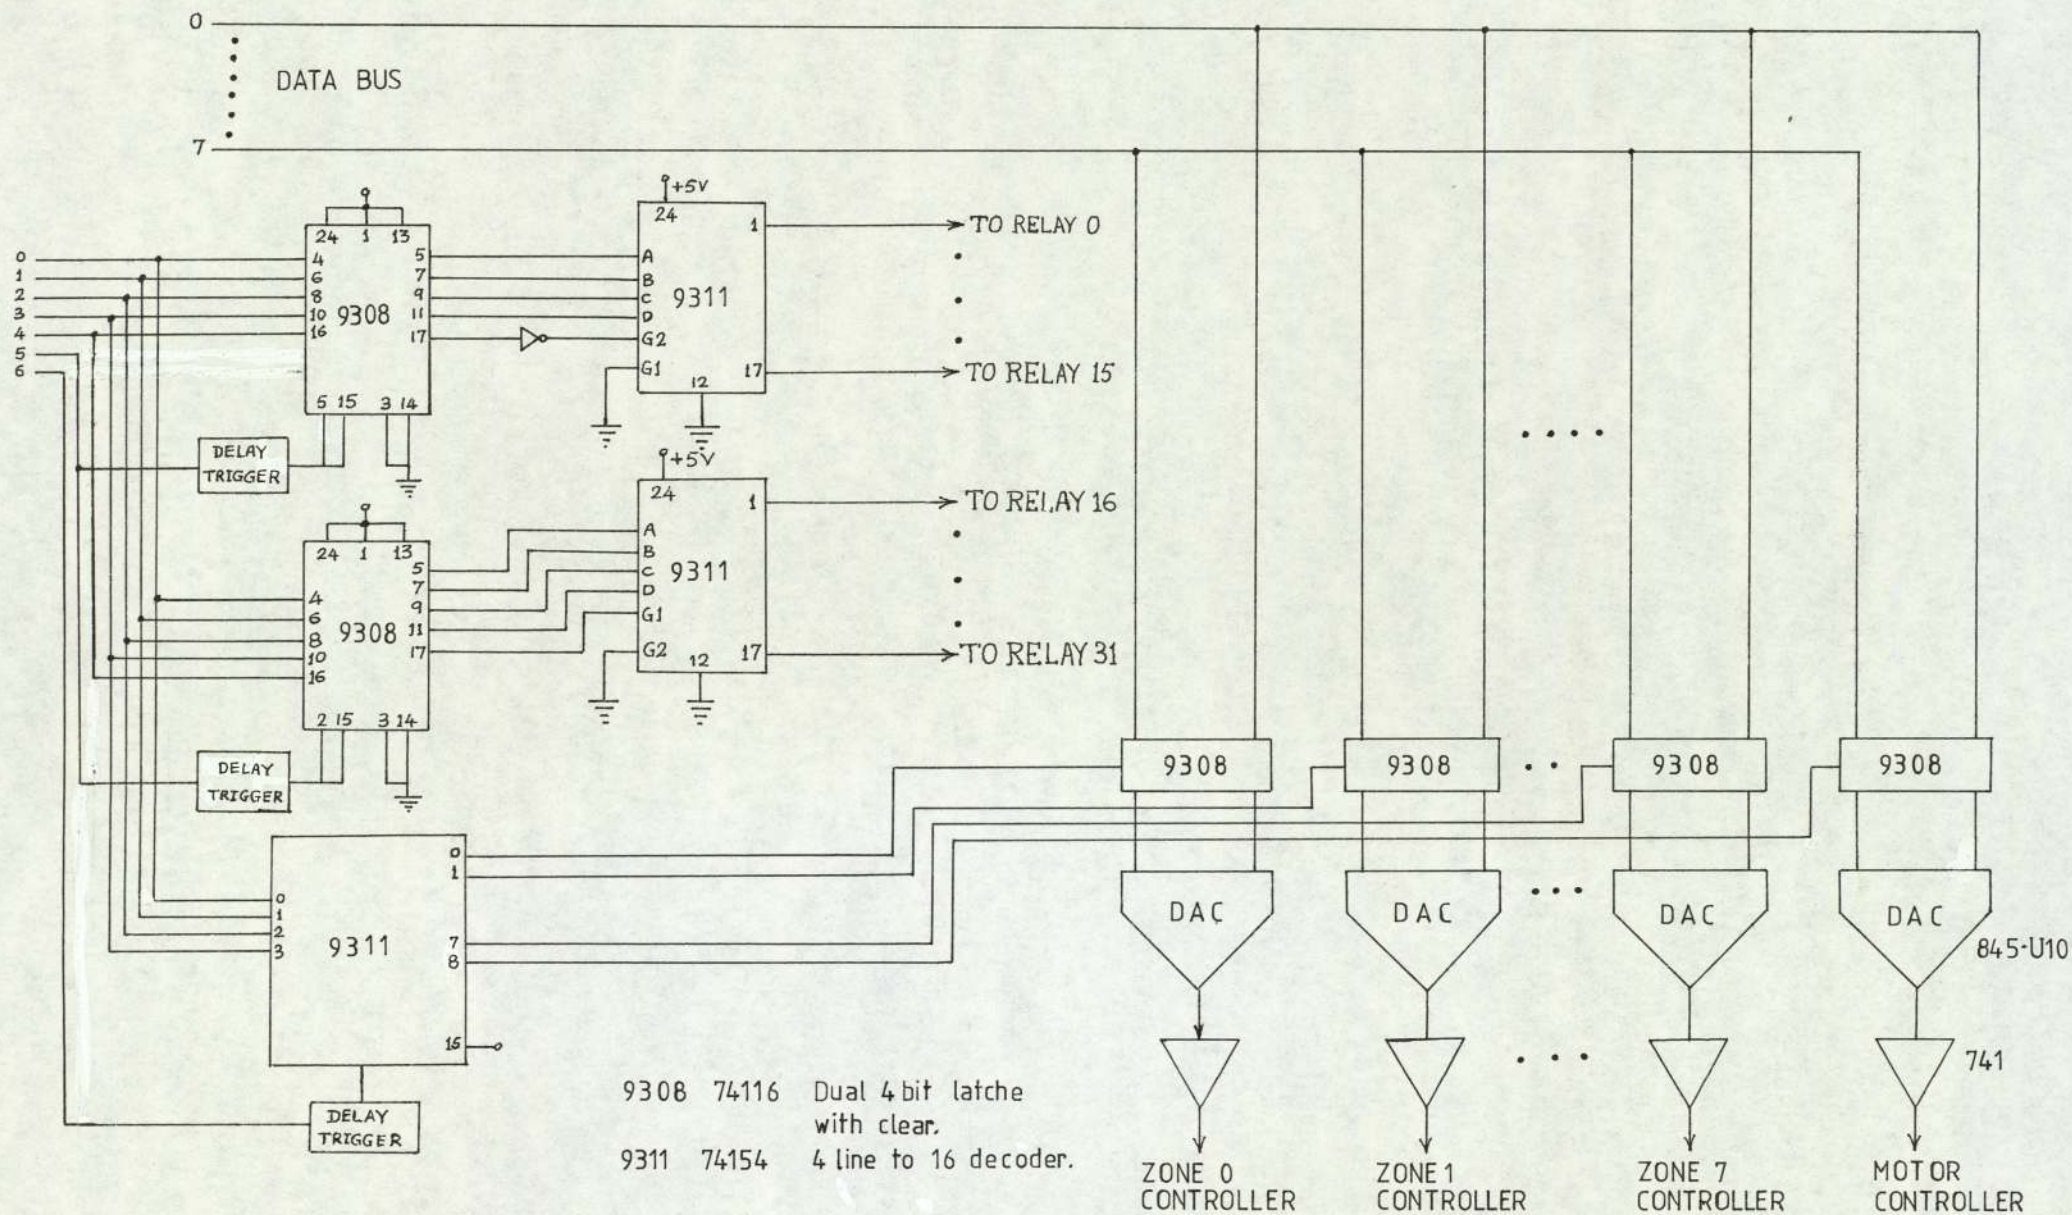 0
DATA BUS
7
+5V
24 1 13
24
1
TO RELAY 0
0
1
2
3
4
5
6
4
6
8
10
16
9308
5
7
9
11
17
A
B
C
D
G2
G1
9311
12
17
TO RELAY 15
5 15 3 14
DELAY
TRIGGER
+5V
24 1 13
24
1
TO RELAY 16
4
6
8
10
16
9308
5
7
9
11
17
A
B
C
D
G1
G2
9311
12
17
TO RELAY 31
2 15 3 14
DELAY
TRIGGER
9308
9308
9308
9308
0
1
2
3
9311
0
1
7
8
15
DELAY
TRIGGER
DAC
DAC
DAC
DAC
845-U10
741
9308 74116 Dual 4 bit latche
with clear.
9311 74154 4 line to 16 decoder.
ZONE 0
CONTROLLER
ZONE 1
CONTROLLER
ZONE 7
CONTROLLER
MOTOR
CONTROLLER